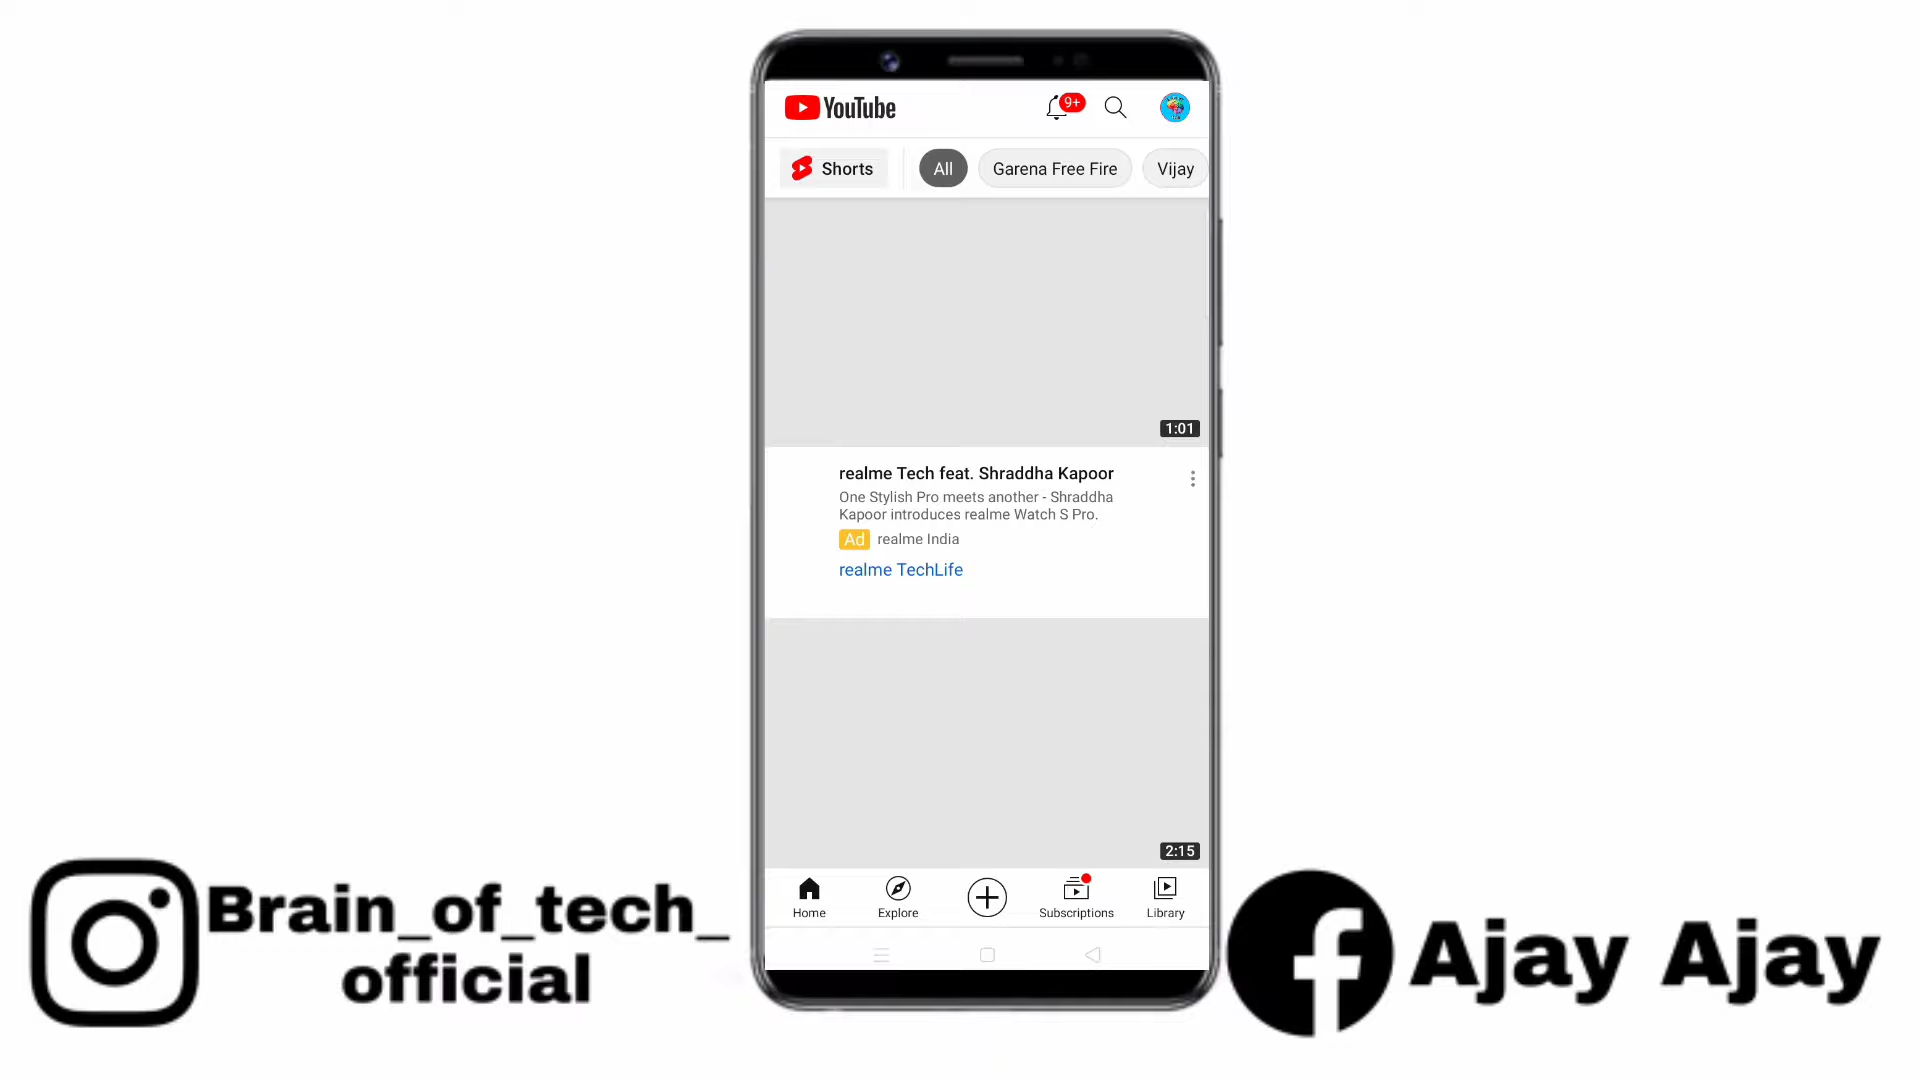 YouTube
9+
Shorts
All
Garena Free Fire
Vijay
1:01
realme Tech feat. Shraddha Kapoor
One Stylish Pro meets another - Shraddha
Kapoor introduces realme Watch S Pro.
Ad realme India
realme TechLife
2:15
Home
Explore
Subscriptions
Library
Brain_of_tech_
official
Ajay Ajay